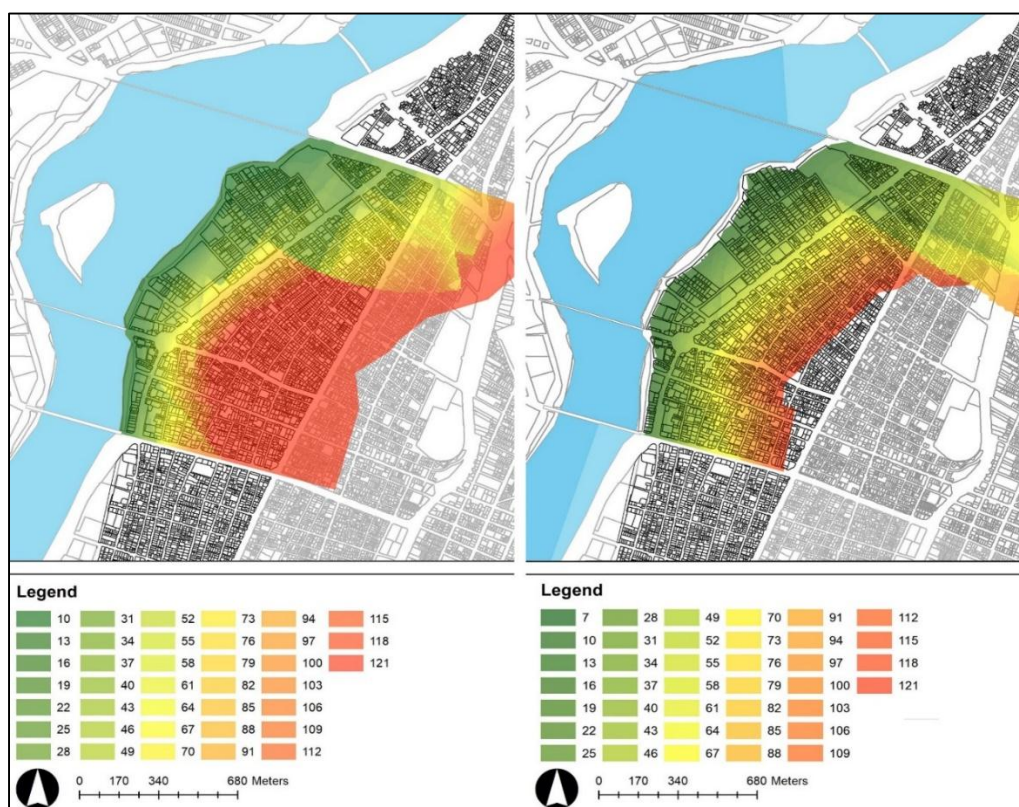 Legend
10 31 52 73 94 115
13 34 55 76 97 118
16 37 58 79 100 121
19 40 61 82 103
22 43 64 85 106
25 46 67 88 109
28 49 70 91 112
0 170 340 680 Meters
Legend
7 28 49 70 91 112
10 31 52 73 94 115
13 34 55 76 97 118
16 37 58 79 100 121
19 40 61 82 103
22 43 64 85 106
25 46 67 88 109
0 170 340 680 Meters